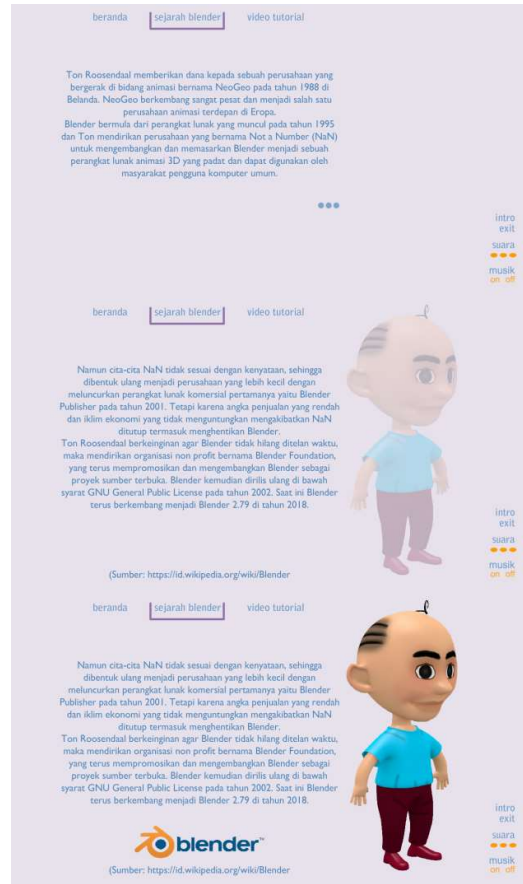 beranda
sejarah blender
video tutorial
Ton Roosendaal memberikan dana kepada sebuah perusahaan yang
bergerak di bidang animasi bernama NeoGeo pada tahun 1988 di
Belanda. NeoGeo berkembang sangat pesat dan menjadi salah satu
perusahaan animasi terdepan di Eropa.
Blender bermula dari perangkat lunak yang muncul pada tahun 1995
dan Ton mendirikan perusahaan yang bernama Not a Number (NaN)
untuk mengembangkan dan memasarkan Blender menjadi sebuah
perangkat lunak animasi 3D yang padat dan dapat digunakan oleh
masyarakat pengguna komputer umum.
intro
exit
suara
musik
on off
beranda
sejarah blender
video tutorial
Namun cita-cita NaN tidak sesuai dengan kenyataan, sehingga
dibentuk ulang menjadi perusahaan yang lebih kecil dengan
meluncurkan perangkat lunak komersial pertamanya yaitu Blender
Publisher pada tahun 2001. Tetapi karena angka penjualan yang rendah
dan iklim ekonomi yang tidak menguntungkan mengakibatkan NaN
ditutup termasuk menghentikan Blender.
Ton Roosendaal berkeinginan agar Blender tidak hilang ditelan waktu,
maka mendirikan organisasi non profit bernama Blender Foundation,
yang terus mempromosikan dan mengembangkan Blender sebagai
proyek sumber terbuka. Blender kemudian dirilis ulang di bawah
syarat GNU General Public License pada tahun 2002. Saat ini Blender
terus berkembang menjadi Blender 2.79 di tahun 2018.
(Sumber: https://id.wikipedia.org/wiki/Blender
intro
exit
suara
musik
on off
beranda
sejarah blender
video tutorial
Namun cita-cita NaN tidak sesuai dengan kenyataan, sehingga
dibentuk ulang menjadi perusahaan yang lebih kecil dengan
meluncurkan perangkat lunak komersial pertamanya yaitu Blender
Publisher pada tahun 2001. Tetapi karena angka penjualan yang rendah
dan iklim ekonomi yang tidak menguntungkan mengakibatkan NaN
ditutup termasuk menghentikan Blender.
Ton Roosendaal berkeinginan agar Blender tidak hilang ditelan waktu,
maka mendirikan organisasi non profit bernama Blender Foundation,
yang terus mempromosikan dan mengembangkan Blender sebagai
proyek sumber terbuka. Blender kemudian dirilis ulang di bawah
syarat GNU General Public License pada tahun 2002. Saat ini Blender
terus berkembang menjadi Blender 2.79 di tahun 2018.
blender
(Sumber: https://id.wikipedia.org/wiki/Blender
intro
exit
suara
musik
on off